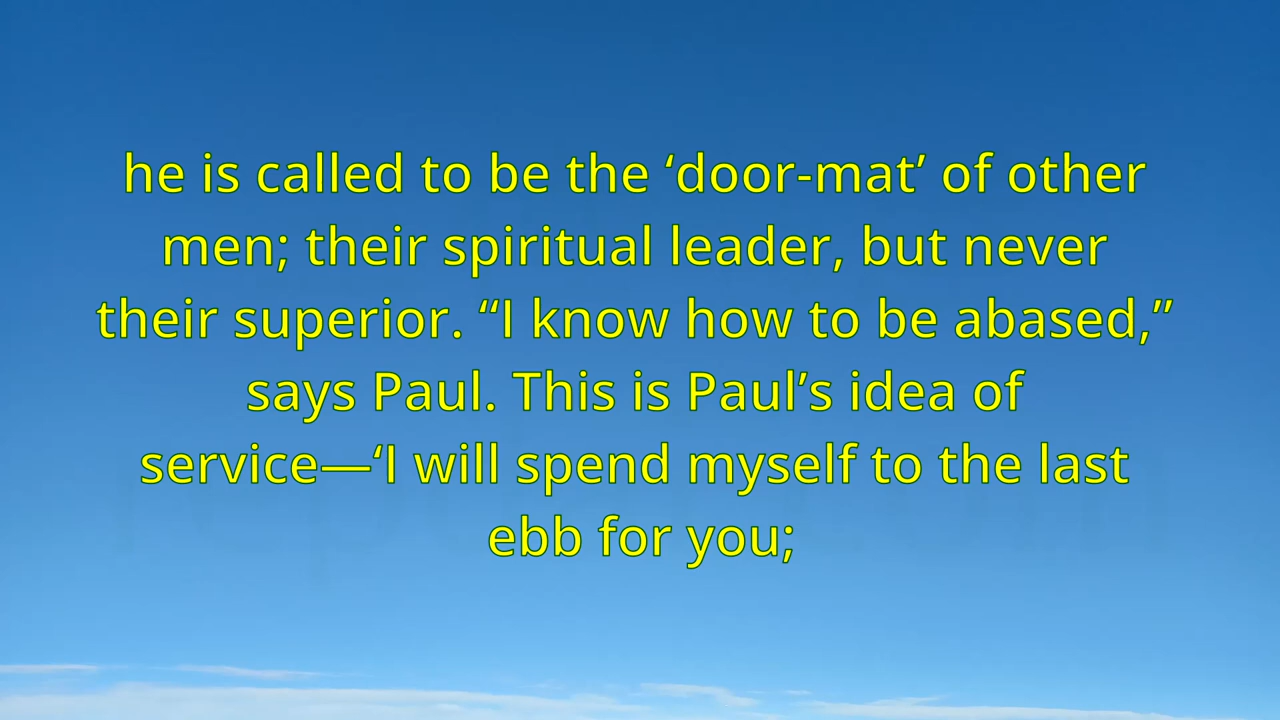 he is called to be the ‘door-mat’ of other
men; their spiritual leader, but never
their superior. “I know how to be abased,”
says Paul. This is Paul’s idea of
service—‘I will spend myself to the last
ebb for you;